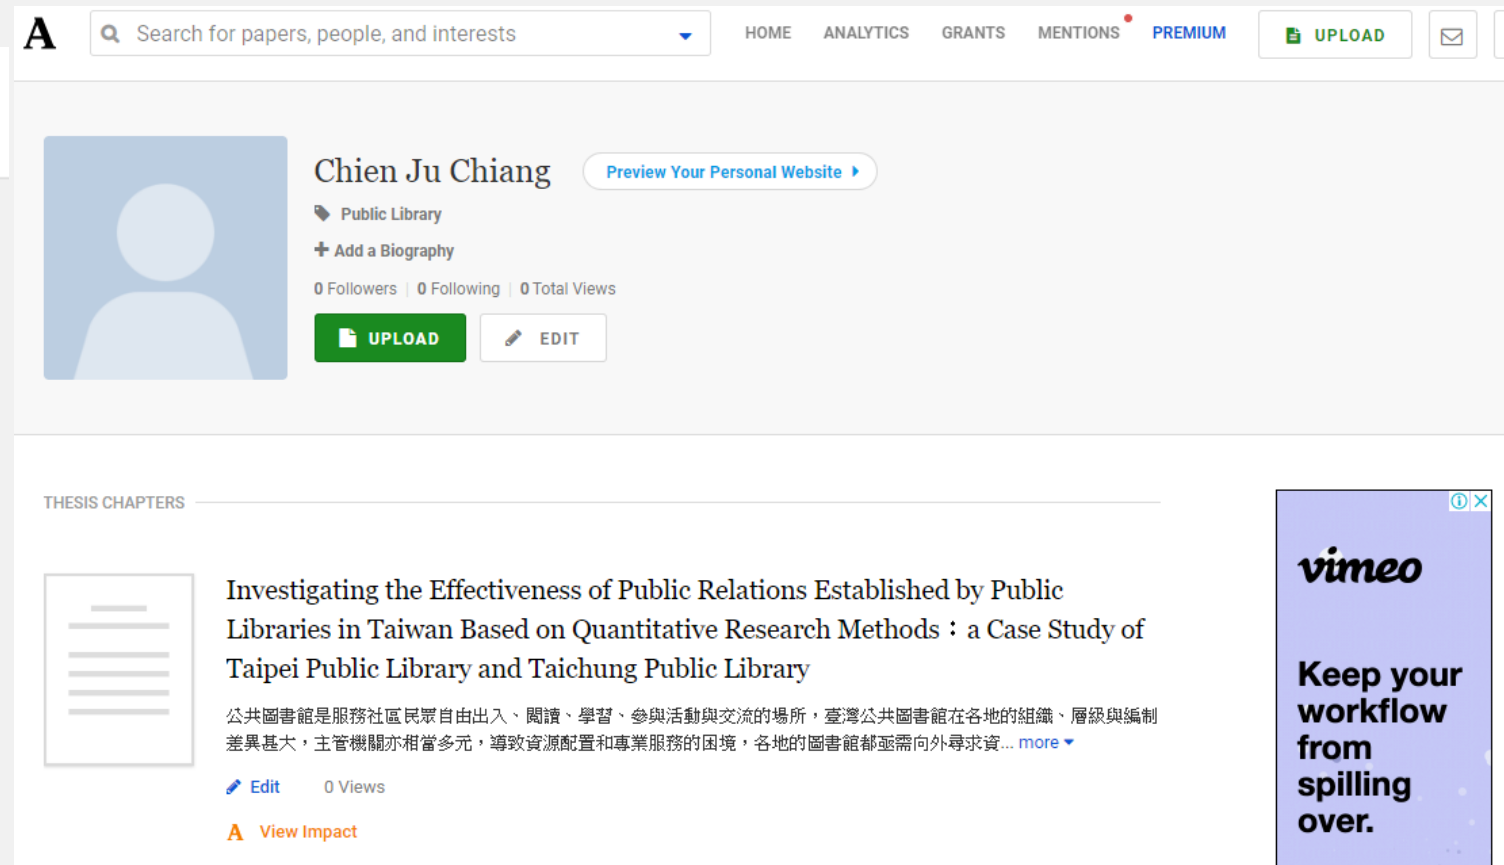 A
Search for papers, people, and interests
HOME ANALYTICS GRANTS MENTIONS PREMIUM UPLOAD
Chien Ju Chiang
Preview Your Personal Website
Public Library
Add a Biography
0 Followers | 0 Following | 0 Total Views
UPLOAD EDIT
THESIS CHAPTERS
Investigating the Effectiveness of Public Relations Established by Public
Libraries in Taiwan Based on Quantitative Research Methods：a Case Study of
Taipei Public Library and Taichung Public Library
公共圖書館是服務社區民眾自由出入、閱讀、學習、參與活動與交流的場所，臺灣公共圖書館在各地的組織、層級與編制
差異甚大，主管機關亦相當多元，導致資源配置和專業服務的困境，各地的圖書館都亟需向外尋求資... more
Edit 0 Views
A View Impact
vimeo
Keep your
workflow
from
spilling
over.